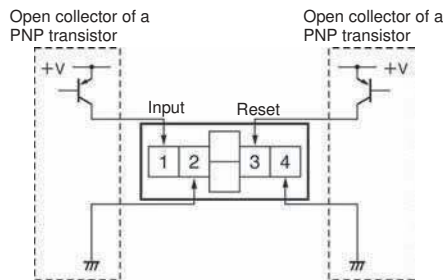 Open collector of a
PNP transistor
Open collector of a
PNP transistor
+V
+V
Input
Reset
1 2 3 4